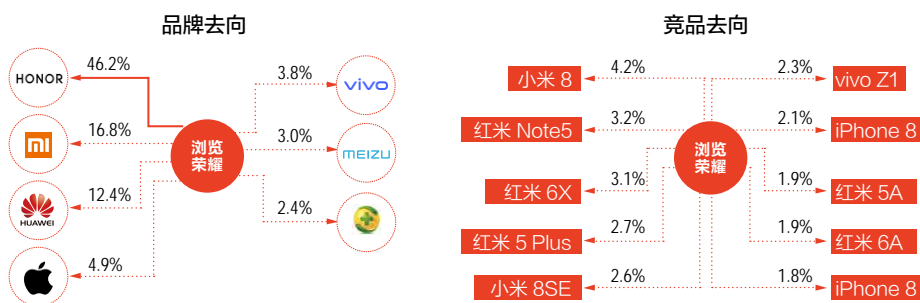 品牌去向
HONOR
46.2%
16.8%
12.4%
HUAWEI
4.9%
浏览
荣耀
3.8%
vivo
3.0%
MEIZU
2.4%
竞品去向
小米 8
4.2%
红米 Note5
3.2%
红米 6X
3.1%
红米 5 Plus
2.7%
小米 8SE
2.6%
浏览
荣耀
2.3%
vivo Z1
2.1%
iPhone 8
1.9%
红米 5A
1.9%
红米 6A
1.8%
iPhone 8